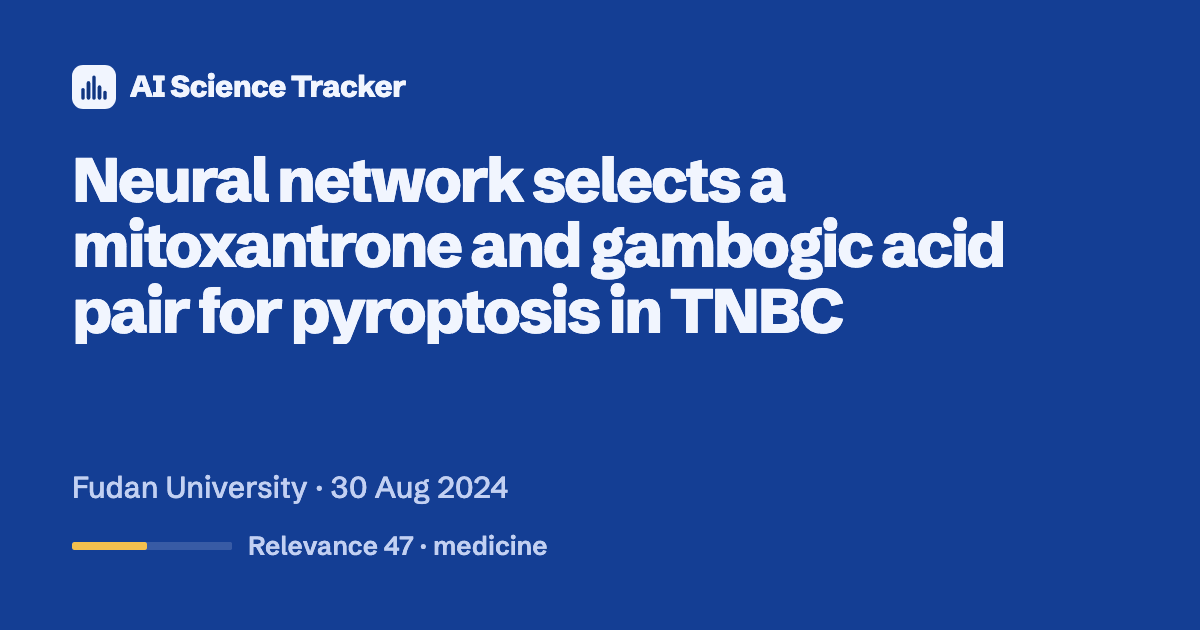 AI Science Tracker
Neural network selects a
mitoxantrone and gambogic acid
pair for pyroptosis in TNBC
Fudan University · 30 Aug 2024
Relevance 47 · medicine